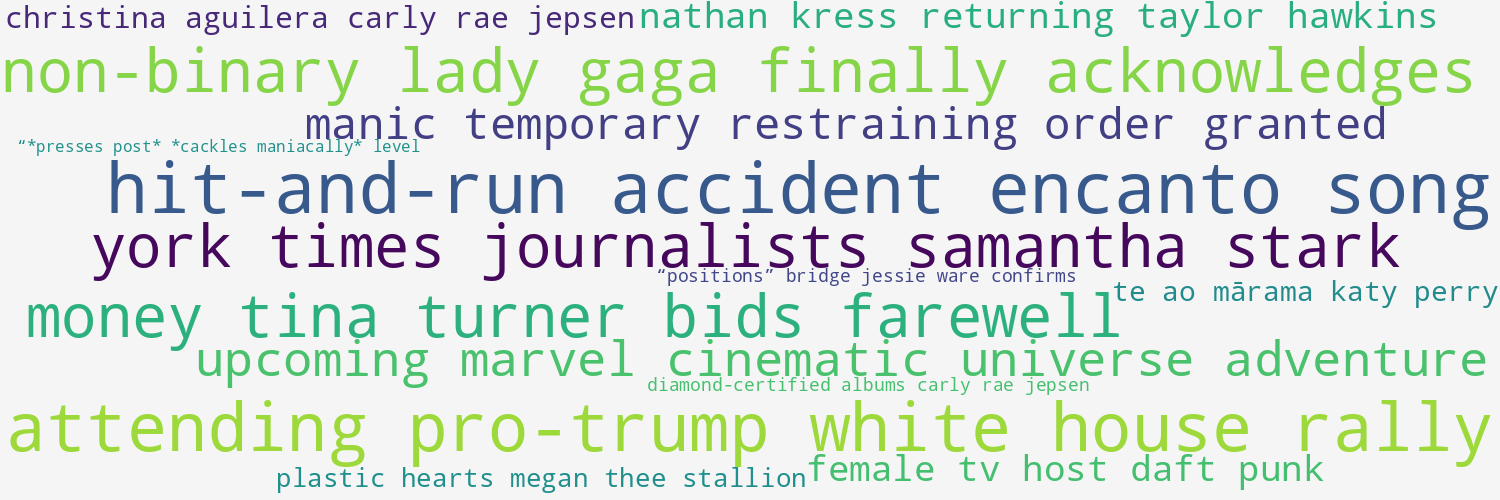 christina aguilera carly rae jepsen
nathan kress returning taylor hawkins
non-binary lady gaga finally acknowledges
manic temporary restraining order granted
“*presses post* *cackles maniacally* level
hit-and-run accident encanto song
york times journalists samantha stark
“positions” bridge jessie ware confirms
te ao mārama katy perry
money tina turner bids farewell
upcoming marvel cinematic universe adventure
diamond-certified albums carly rae jepsen
attending pro-trump white house rally
female tv host daft punk
plastic hearts megan thee stallion